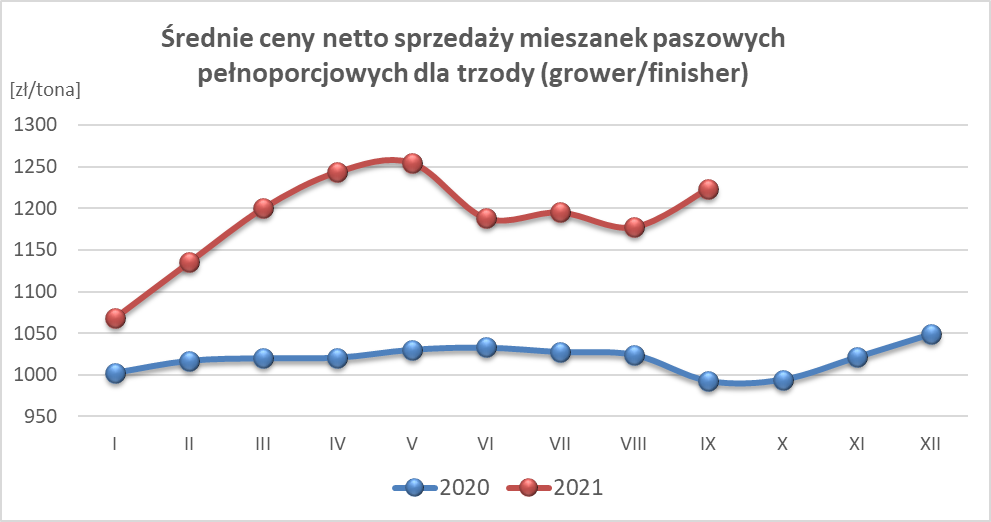 Średnie ceny netto sprzedaży mieszanek paszowych
pełnoporcjowych dla trzody (grower/finisher)
[zł/tona]
1300
1250
1200
1150
1100
1050
1000
950
I II III IV V VI VII VIII IX X XI XII
2020 2021